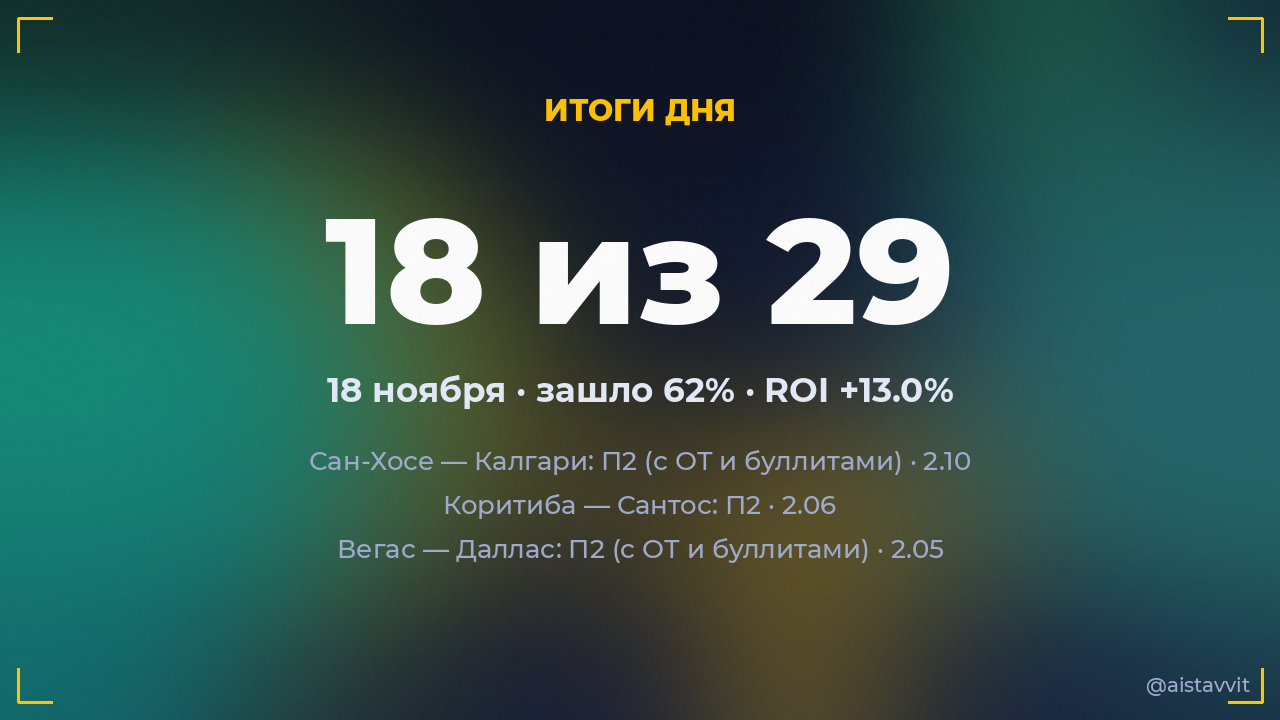 ИТОГИ ДНЯ
18 из 29
18 ноября · зашло 62% · ROI +13.0%
Сан-Хосе — Калгари: П2 (с ОТ и буллитами) · 2.10
Коритиба — Сантос: П2 · 2.06
Вегас — Даллас: П2 (с ОТ и буллитами) · 2.05
@aistavvit